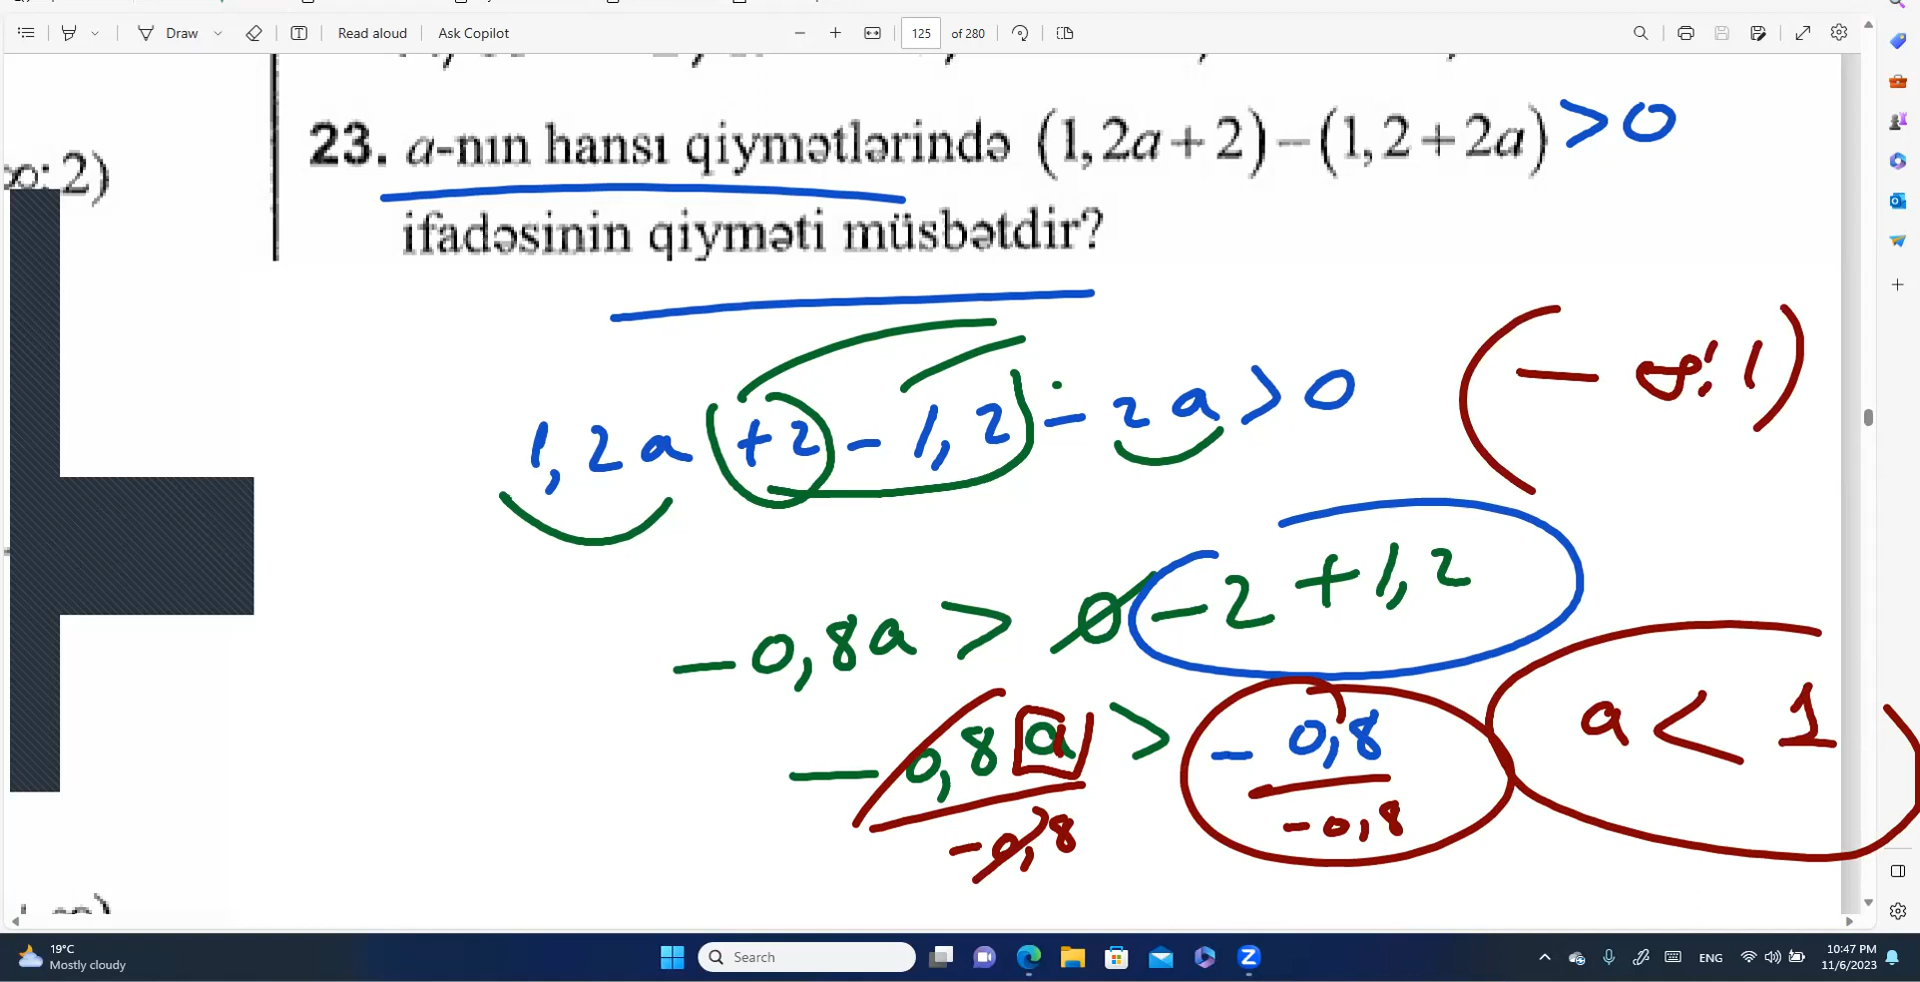 Draw
Read aloud
Ask Copilot
125 of 280
∞; 2)
23. a-nın hansı qiymətlərində (1,2a+2)−(1,2+2a) >0
ifadəsinin qiyməti müsbətdir?
(−∞; 1)
1,2a +2 − 1,2 − 2a > 0
−0,8a > 0 −2 +1,2
−0,8a > −0,8
−0,8 −0,8
a < 1
19°C
Mostly cloudy
Search
ENG
10:47 PM
11/6/2023